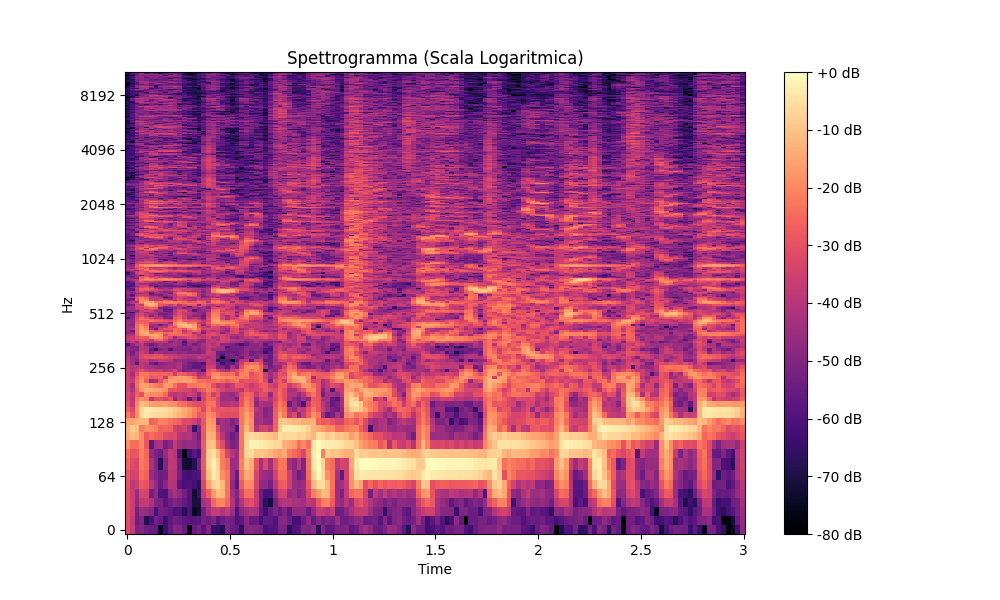 Spettrogramma (Scala Logaritmica)
Hz
8192
4096
2048
1024
512
256
128
64
0
0
0.5
1
1.5
2
2.5
3
Time
+0 dB
-10 dB
-20 dB
-30 dB
-40 dB
-50 dB
-60 dB
-70 dB
-80 dB